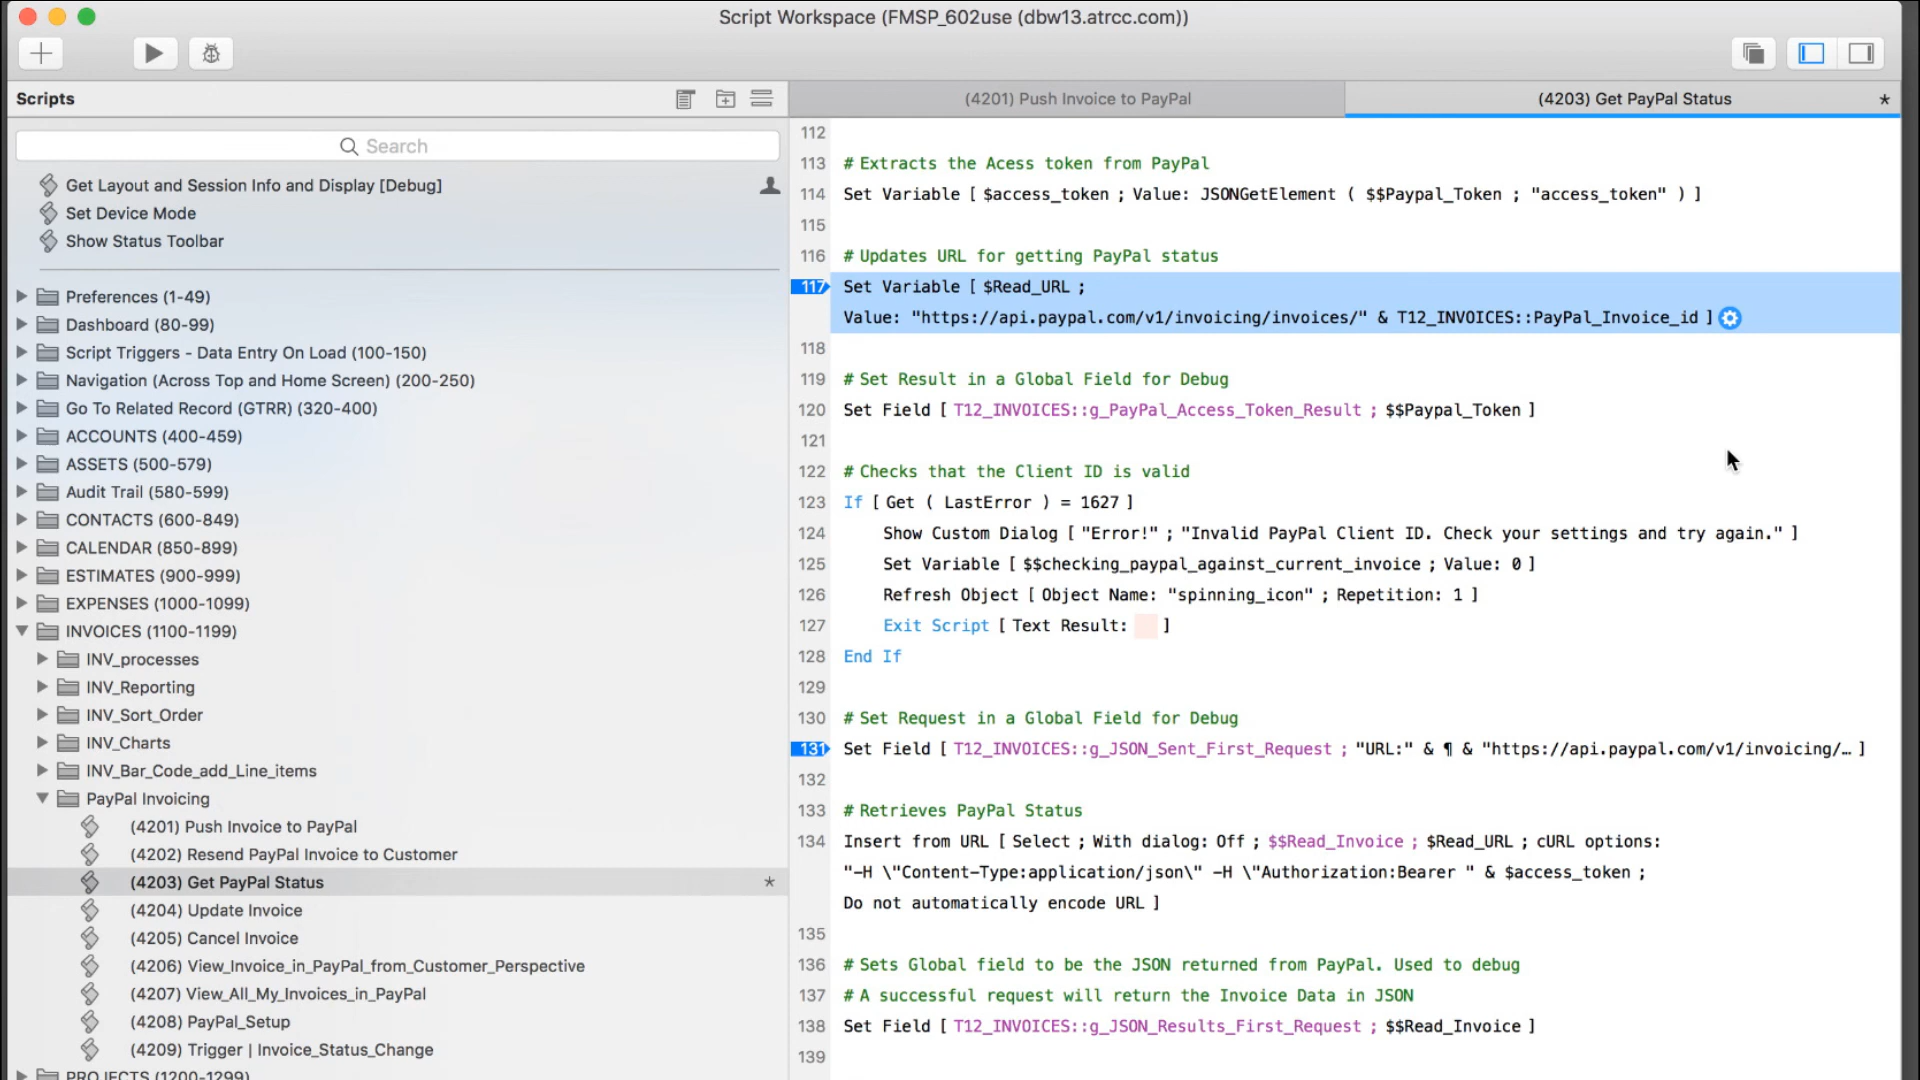 Script Workspace (FMSP_602use (dbw13.atrcc.com))
Scripts
(4201) Push Invoice to PayPal
(4203) Get PayPal Status *
Search
Get Layout and Session Info and Display [Debug]
Set Device Mode
Show Status Toolbar
Preferences (1-49)
Dashboard (80-99)
Script Triggers - Data Entry On Load (100-150)
Navigation (Across Top and Home Screen) (200-250)
Go To Related Record (GTRR) (320-400)
ACCOUNTS (400-459)
ASSETS (500-579)
Audit Trail (580-599)
CONTACTS (600-849)
CALENDAR (850-899)
ESTIMATES (900-999)
EXPENSES (1000-1099)
INVOICES (1100-1199)
INV_processes
INV_Reporting
INV_Sort_Order
INV_Charts
INV_Bar_Code_add_Line_items
PayPal Invoicing
(4201) Push Invoice to PayPal
(4202) Resend PayPal Invoice to Customer
(4203) Get PayPal Status *
(4204) Update Invoice
(4205) Cancel Invoice
(4206) View_Invoice_in_PayPal_from_Customer_Perspective
(4207) View_All_My_Invoices_in_PayPal
(4208) PayPal_Setup
(4209) Trigger | Invoice_Status_Change
PROJECTS (1200-1299)
112
113 # Extracts the Acess token from PayPal
114 Set Variable [ $access_token ; Value: JSONGetElement ( $$Paypal_Token ; "access_token" ) ]
115
116 # Updates URL for getting PayPal status
117 Set Variable [ $Read_URL ;
Value: "https://api.paypal.com/v1/invoicing/invoices/" & T12_INVOICES::PayPal_Invoice_id ]
118
119 # Set Result in a Global Field for Debug
120 Set Field [ T12_INVOICES::g_PayPal_Access_Token_Result ; $$Paypal_Token ]
121
122 # Checks that the Client ID is valid
123 If [ Get ( LastError ) = 1627 ]
124 Show Custom Dialog [ "Error!" ; "Invalid PayPal Client ID. Check your settings and try again." ]
125 Set Variable [ $$checking_paypal_against_current_invoice ; Value: 0 ]
126 Refresh Object [ Object Name: "spinning_icon" ; Repetition: 1 ]
127 Exit Script [ Text Result: ]
128 End If
129
130 # Set Request in a Global Field for Debug
131 Set Field [ T12_INVOICES::g_JSON_Sent_First_Request ; "URL:" & ¶ & "https://api.paypal.com/v1/invoicing/… ]
132
133 # Retrieves PayPal Status
134 Insert from URL [ Select ; With dialog: Off ; $$Read_Invoice ; $Read_URL ; cURL options:
"-H \"Content-Type:application/json\" -H \"Authorization:Bearer " & $access_token ;
Do not automatically encode URL ]
135
136 # Sets Global field to be the JSON returned from PayPal. Used to debug
137 # A successful request will return the Invoice Data in JSON
138 Set Field [ T12_INVOICES::g_JSON_Results_First_Request ; $$Read_Invoice ]
139